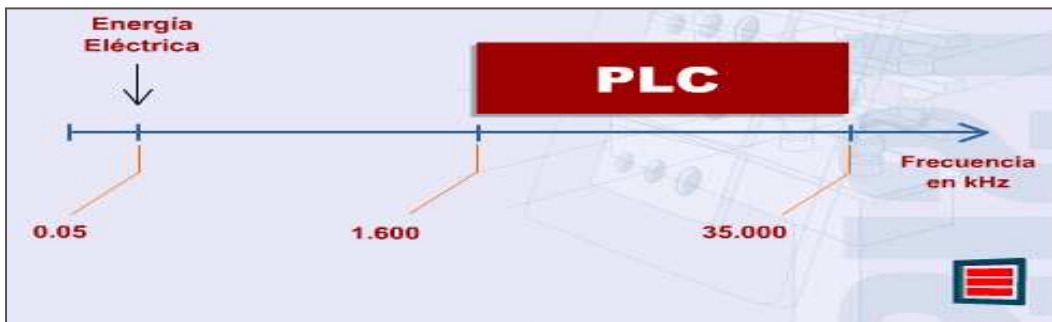 Energía
Eléctrica
PLC
Frecuencia
en kHz
0.05
1.600
35.000